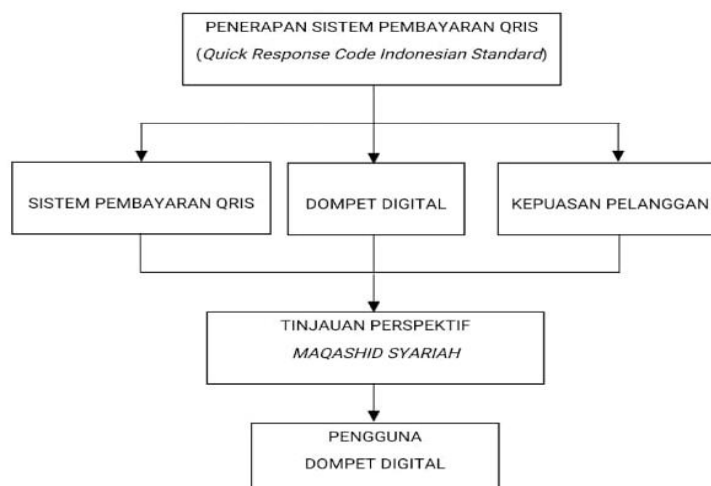 PENERAPAN SISTEM PEMBAYARAN QRIS
(Quick Response Code Indonesian Standard)
SISTEM PEMBAYARAN QRIS
DOMPET DIGITAL
KEPUASAN PELANGGAN
TINJAUAN PERSPEKTIF
MAQASHID SYARIAH
PENGGUNA
DOMPET DIGITAL